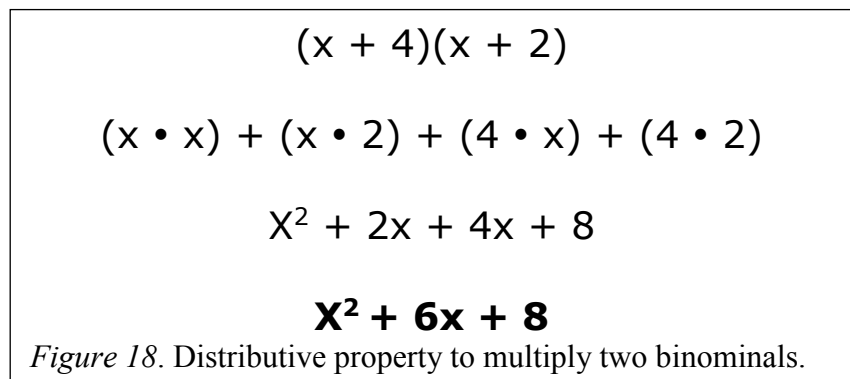 (x + 4)(x + 2)
(x • x) + (x • 2) + (4 • x) + (4 • 2)
X² + 2x + 4x + 8
X² + 6x + 8
Figure 18. Distributive property to multiply two binominals.